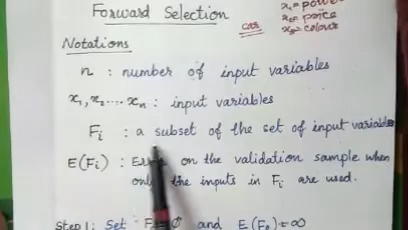 Forward Selection
car
x₁ = power
x₂ = price
x₃ = colour
Notations
n : number of input variables
x₁, x₂ .... xₙ : input variables
Fᵢ : a subset of the set of input variables
E(Fᵢ) : on the validation sample when
the inputs in Fᵢ are used.
Step 1: Set and E(F₀) = ∞